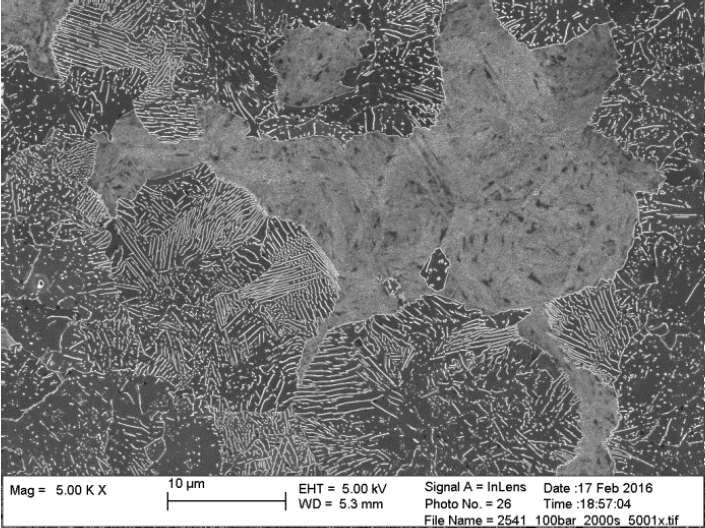 Mag = 5.00 K X
10 µm
EHT = 5.00 kV
WD = 5.3 mm
Signal A = InLens
Photo No. = 26
File Name = 2541_100bar_2000s_5001x.tif
Date :17 Feb 2016
Time :18:57:04